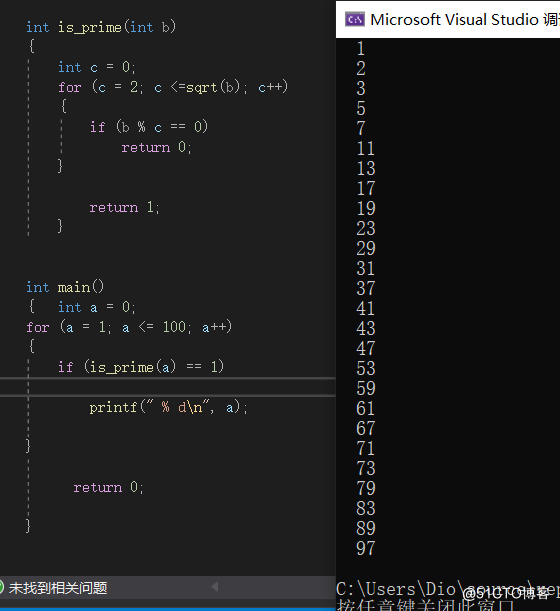 int is_prime(int b)
{
int c = 0;
for (c = 2; c <=sqrt(b); c++)
{
if (b % c == 0)
return 0;
}
return 1;
}
int main()
{ int a = 0;
for (a = 1; a <= 100; a++)
{
if (is_prime(a) == 1)
printf(" % d\n", a);
}
return 0;
}
未找到相关问题
Microsoft Visual Studio 调
1
2
3
5
7
11
13
17
19
23
29
31
37
41
43
47
53
59
61
67
71
73
79
83
89
97
C:\Users\Dio\source\rep
按任意键关闭此窗口
@51CTO博客